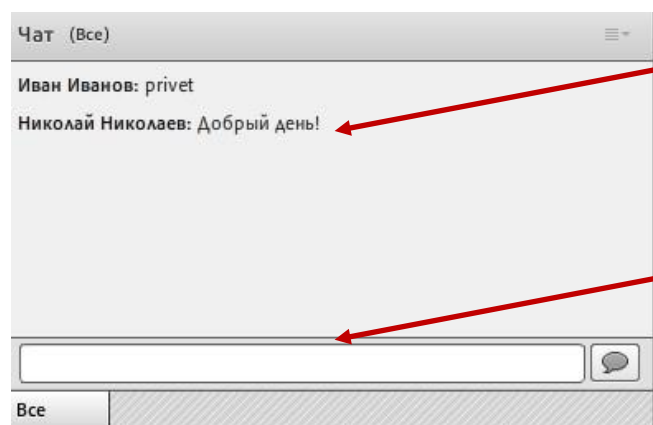 Чат (Все)
Иван Иванов: privet
Николай Николаев: Добрый день!
Все